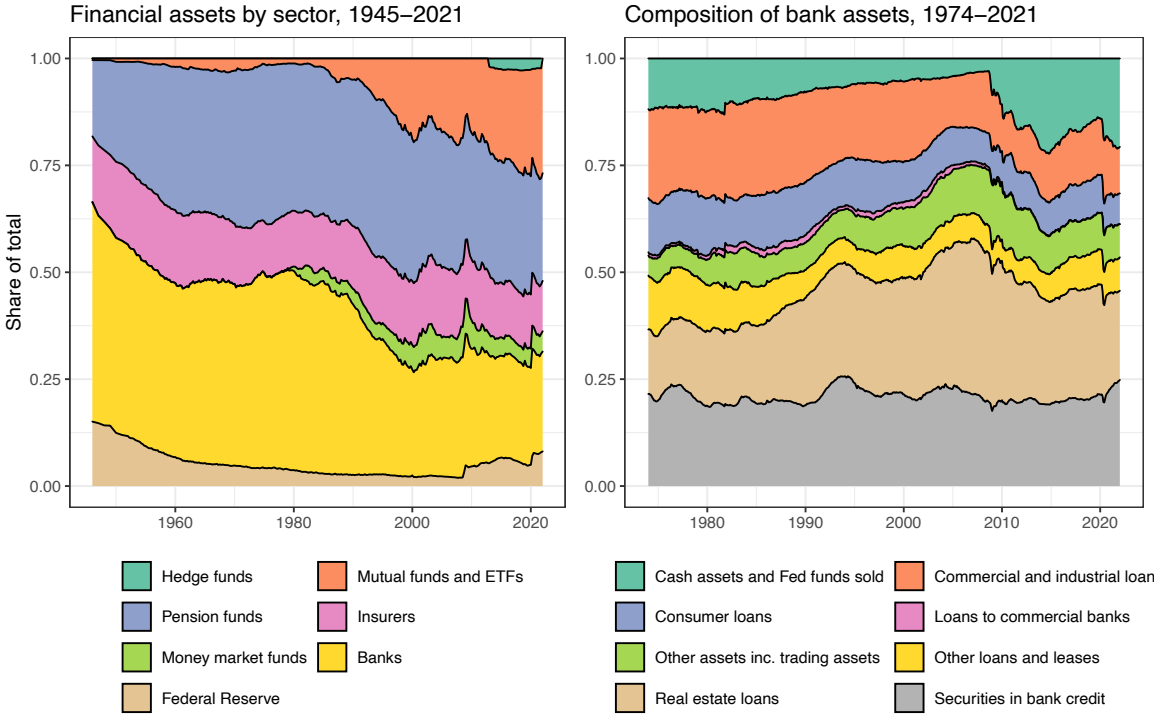 Financial assets by sector, 1945−2021
Composition of bank assets, 1974−2021
Share of total
1.00
0.75
0.50
0.25
0.00
1960
1980
2000
2020
1.00
0.75
0.50
0.25
0.00
1980
1990
2000
2010
2020
Hedge funds
Mutual funds and ETFs
Pension funds
Insurers
Money market funds
Banks
Federal Reserve
Cash assets and Fed funds sold
Commercial and industrial loan
Consumer loans
Loans to commercial banks
Other assets inc. trading assets
Other loans and leases
Real estate loans
Securities in bank credit